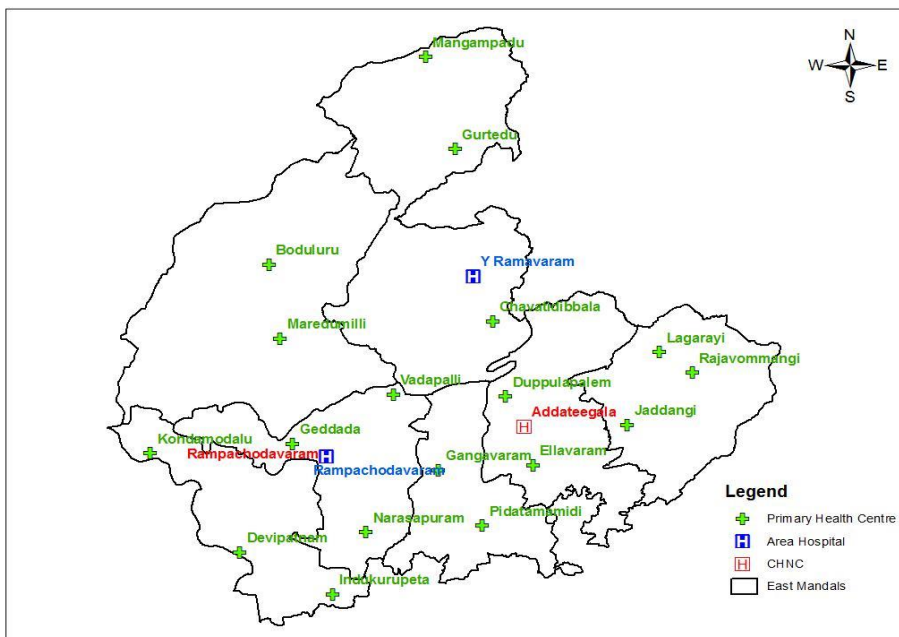 Mangampadu
N
W
E
S
Gurtedu
Boduluru
Y Ramavaram
H
Chavatidibbala
Maredumilli
Lagarayi
Rajavommangi
Vadapalli
Duppulapalem
Addateegala
H
Jaddangi
Geddada
Kondamodalu
Rampachodavaram
H
Rampachodavaram
Gangavaram
Ellavaram
Narasapuram
Pidatamamidi
Devipatnam
Indukurupeta
Legend
Primary Health Centre
H Area Hospital
H CHNC
East Mandals